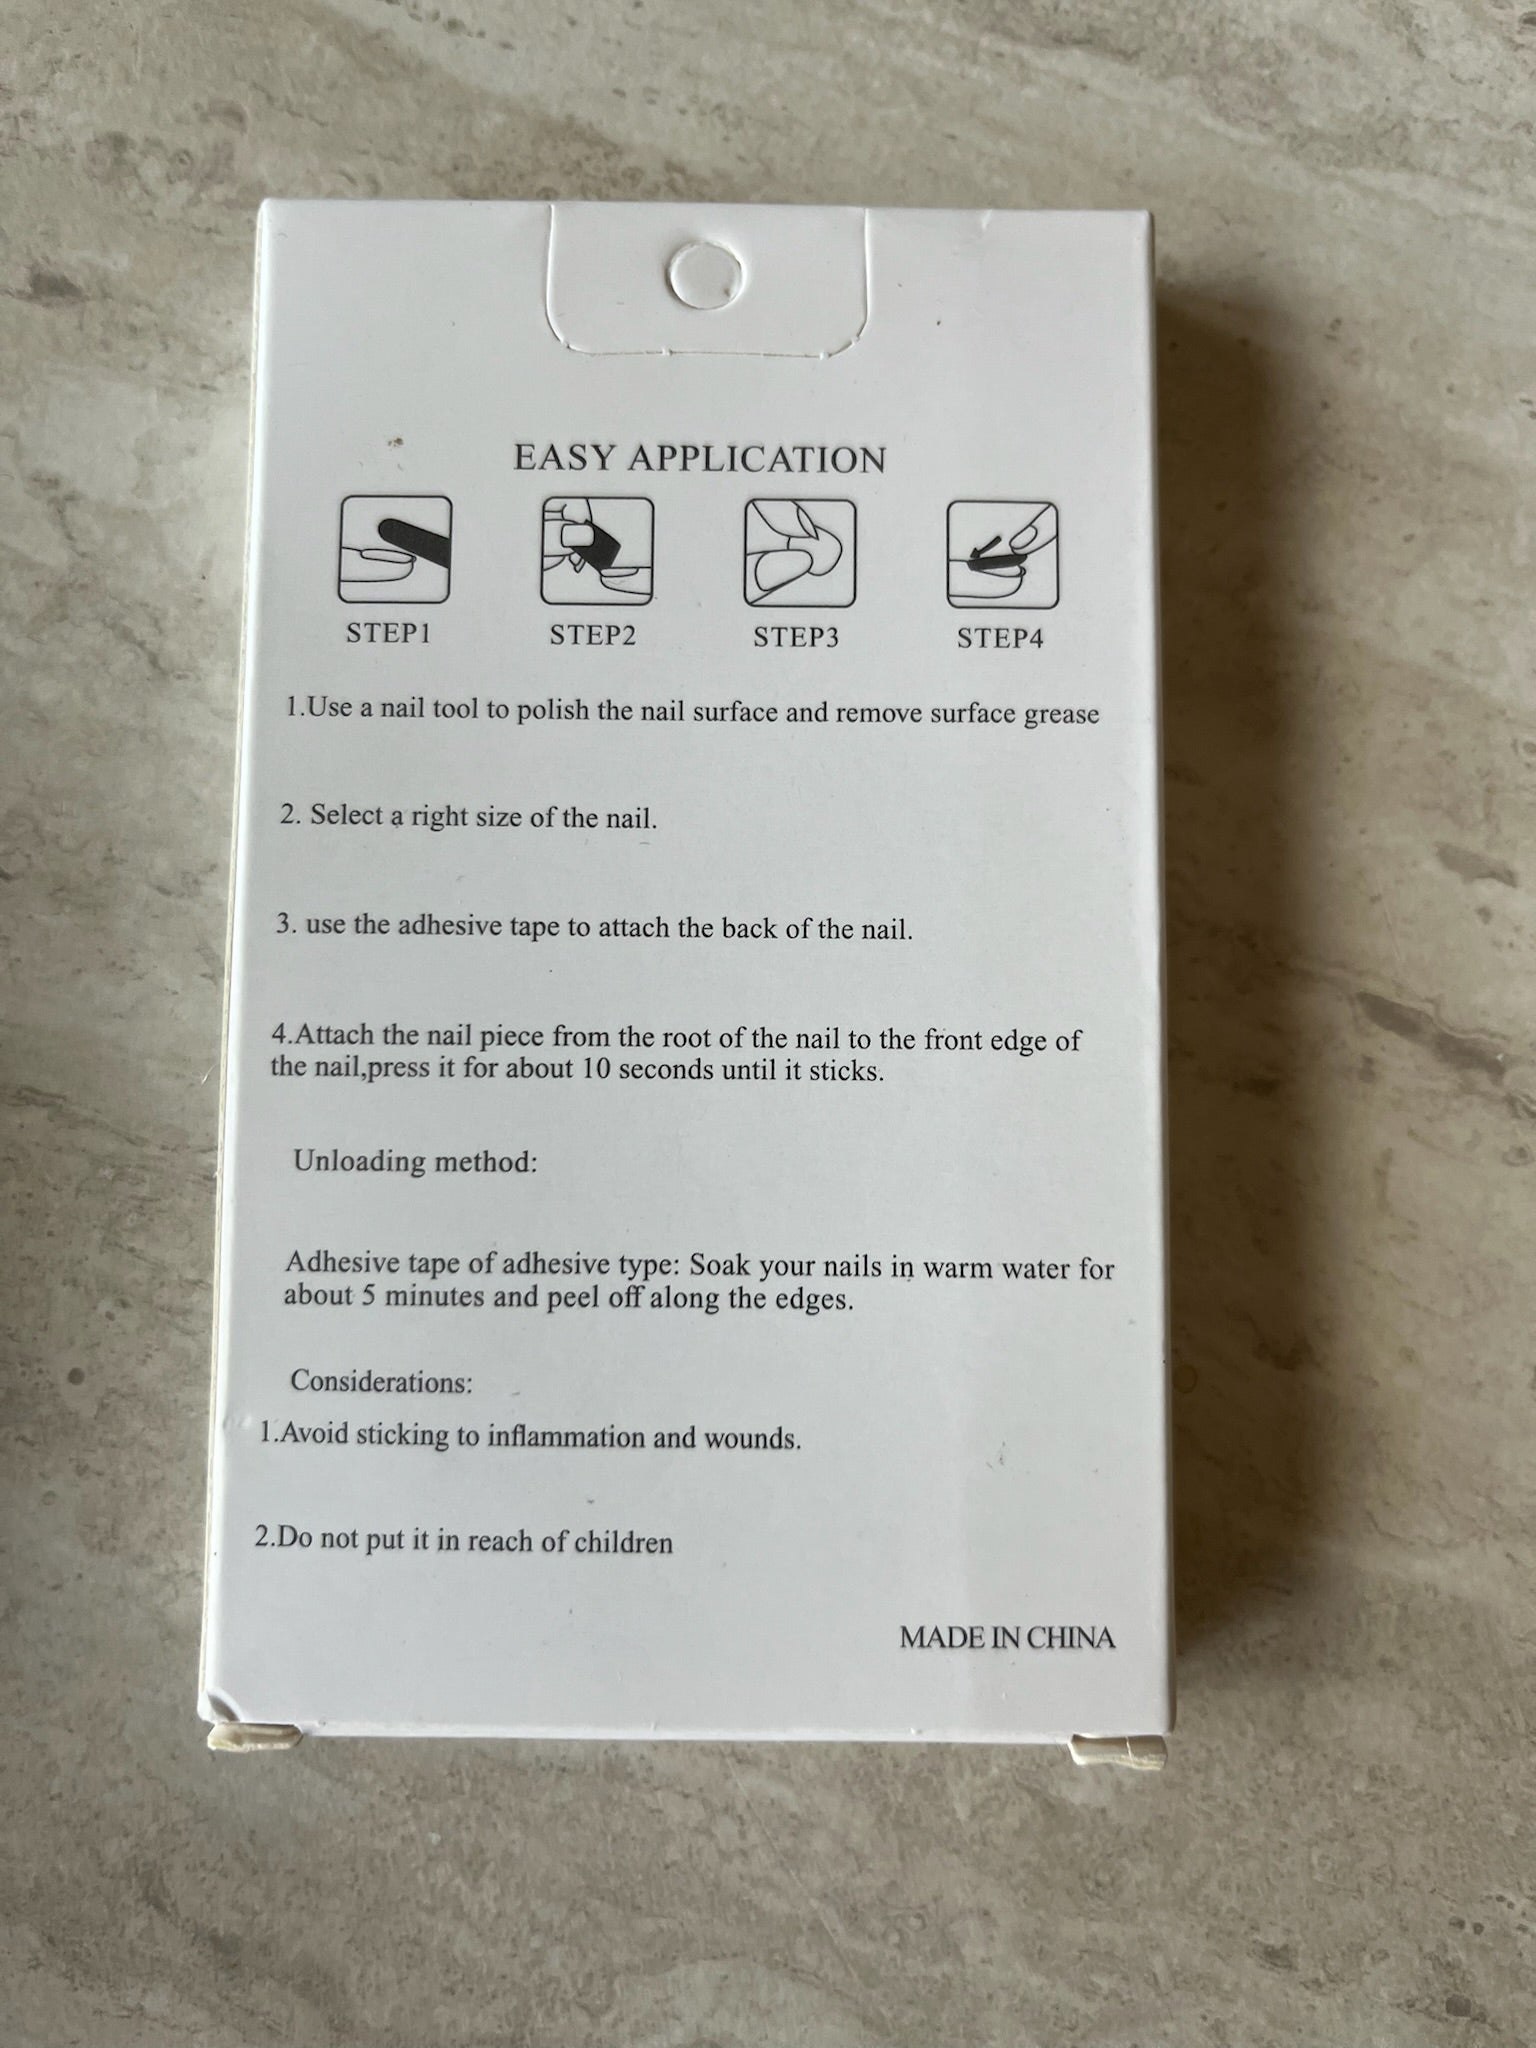 EASY APPLICATION
STEP1 STEP2 STEP3 STEP4
1.Use a nail tool to polish the nail surface and remove surface grease
2. Select a right size of the nail.
3. use the adhesive tape to attach the back of the nail.
4.Attach the nail piece from the root of the nail to the front edge of
the nail,press it for about 10 seconds until it sticks.
Unloading method:
Adhesive tape of adhesive type: Soak your nails in warm water for
about 5 minutes and peel off along the edges.
Considerations:
1.Avoid sticking to inflammation and wounds.
2.Do not put it in reach of children
MADE IN CHINA